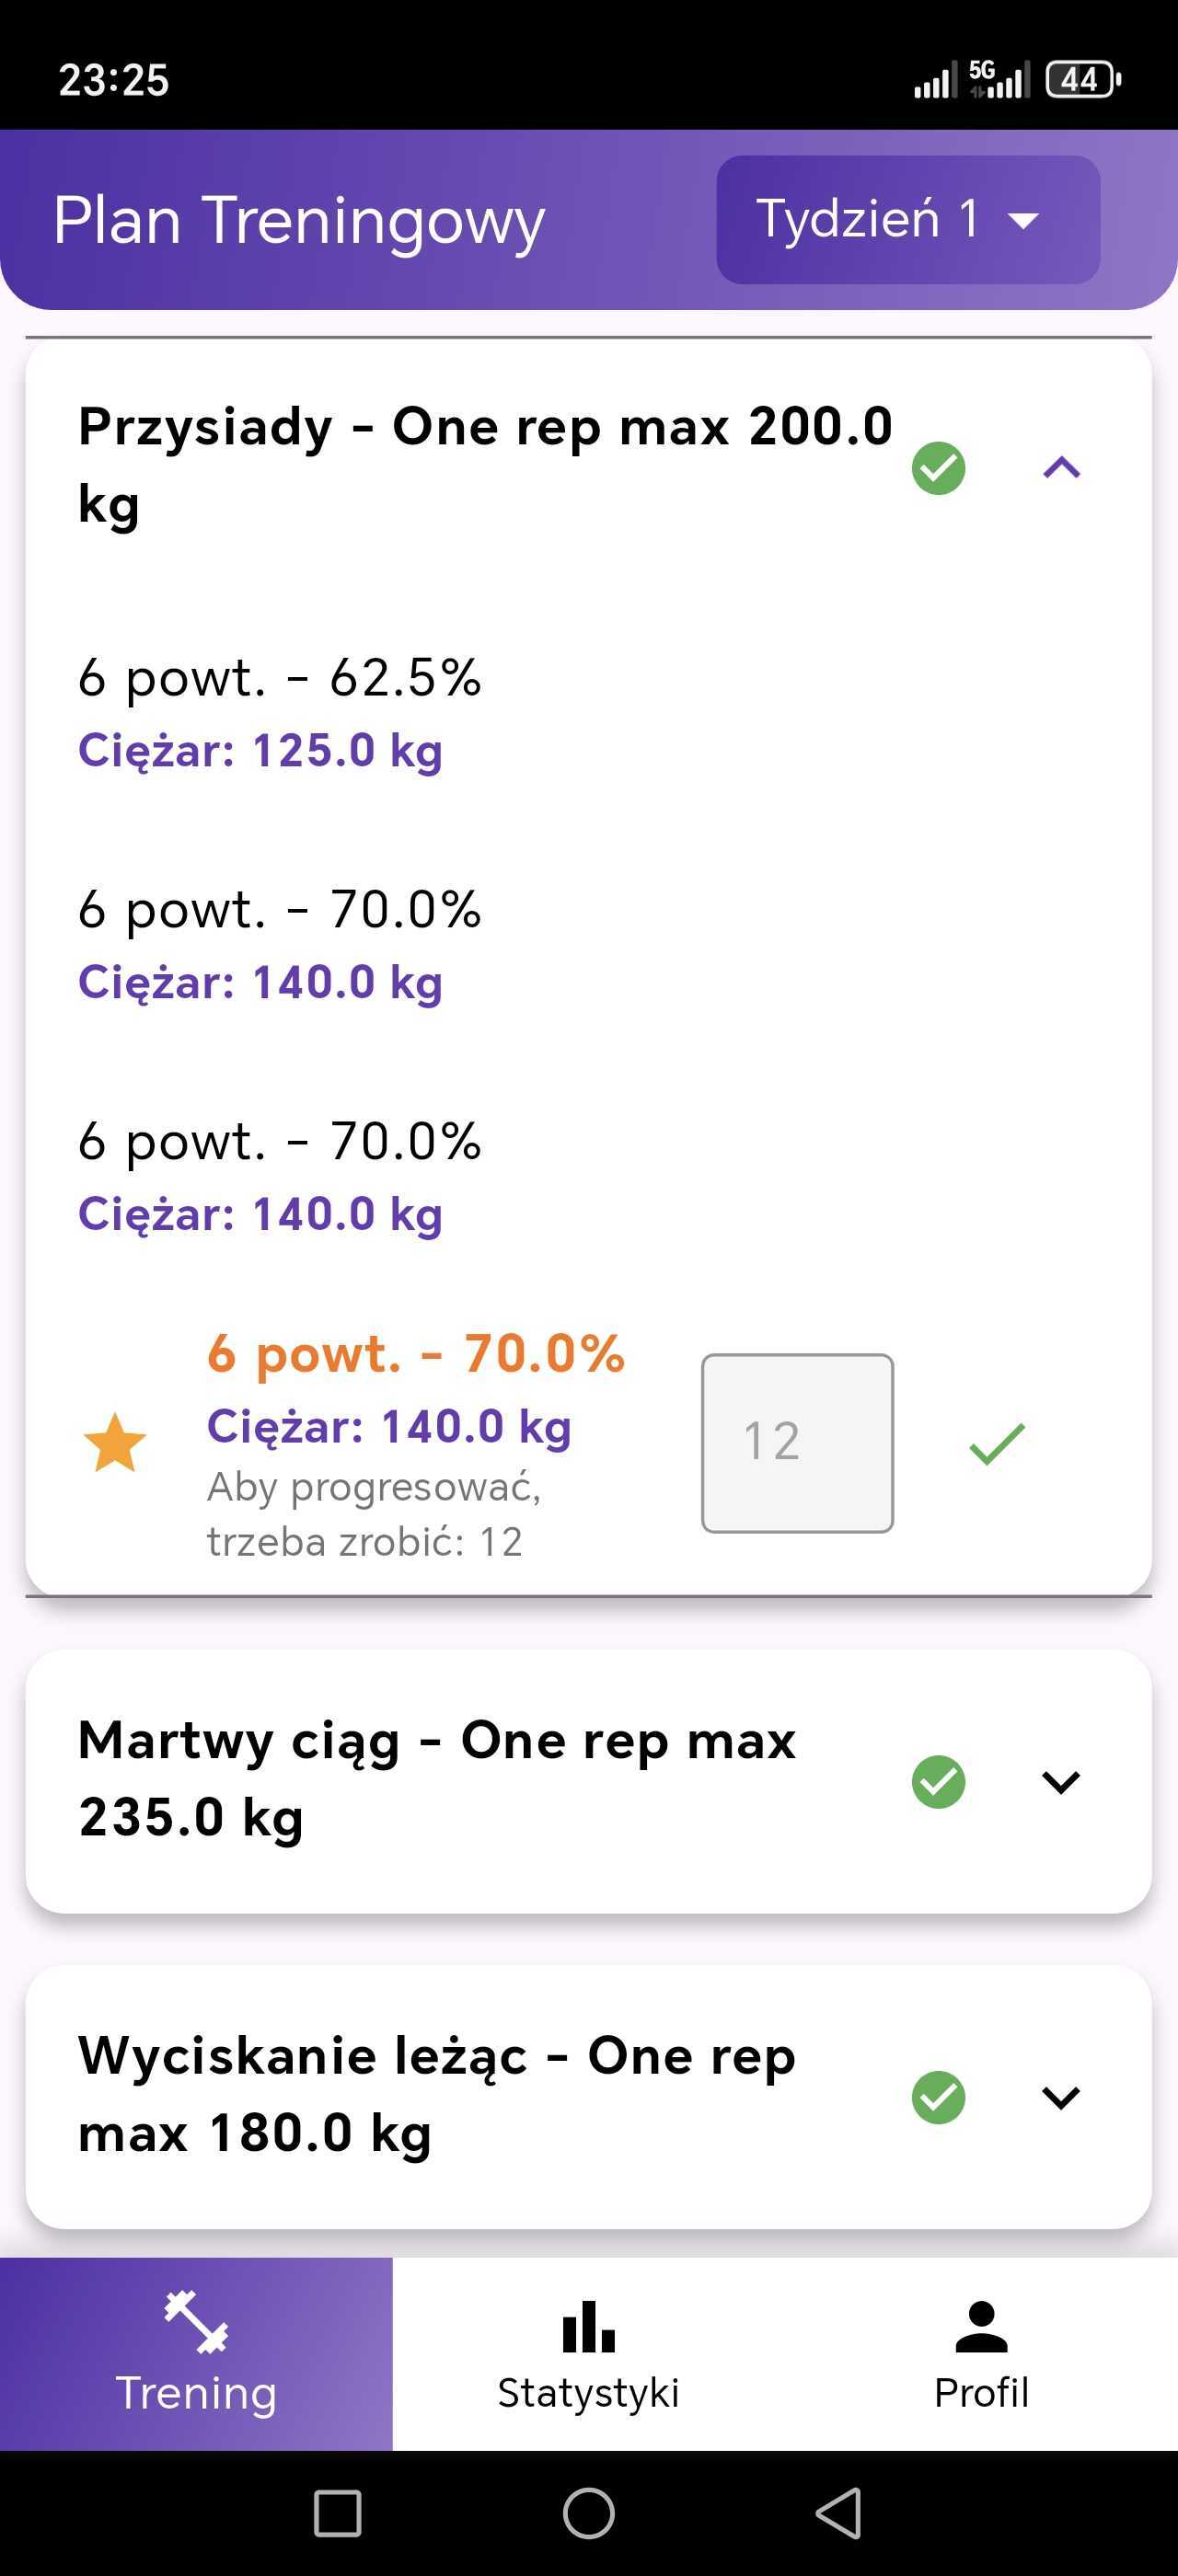 23:25
5G
44
Plan Treningowy
Tydzień 1
Przysiady - One rep max 200.0
kg
6 powt. - 62.5%
Ciężar: 125.0 kg
6 powt. - 70.0%
Ciężar: 140.0 kg
6 powt. - 70.0%
Ciężar: 140.0 kg
6 powt. - 70.0%
Ciężar: 140.0 kg
Aby progresować,
trzeba zrobić: 12
12
Martwy ciąg - One rep max
235.0 kg
Wyciskanie leżąc - One rep
max 180.0 kg
Trening
Statystyki
Profil